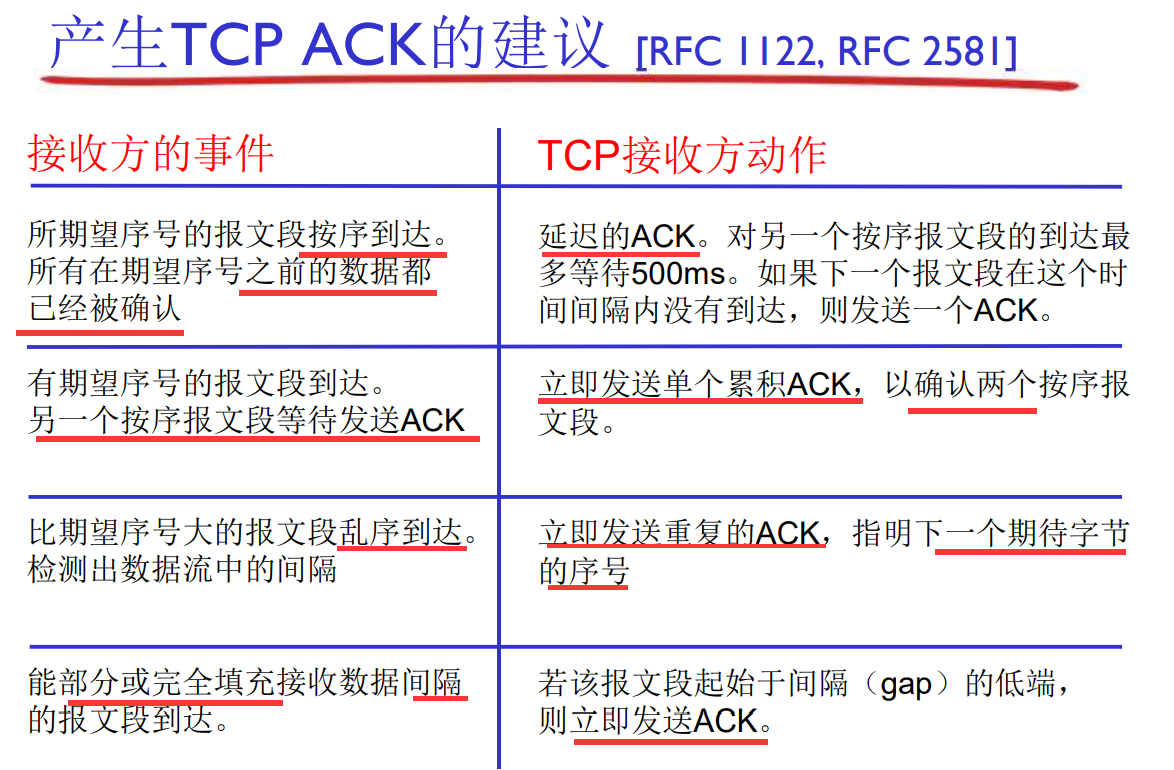 产生TCP ACK的建议 [RFC 1122, RFC 2581]
接收方的事件
TCP接收方动作
所期望序号的报文段按序到达。
所有在期望序号之前的数据都
已经被确认
延迟的ACK。对另一个按序报文段的到达最
多等待500ms。如果下一个报文段在这个时
间间隔内没有到达，则发送一个ACK。
有期望序号的报文段到达。
另一个按序报文段等待发送ACK
立即发送单个累积ACK，以确认两个按序报
文段。
比期望序号大的报文段乱序到达。
检测出数据流中的间隔
立即发送重复的ACK，指明下一个期待字节
的序号
能部分或完全填充接收数据间隔
的报文段到达。
若该报文段起始于间隔（gap）的低端，
则立即发送ACK。